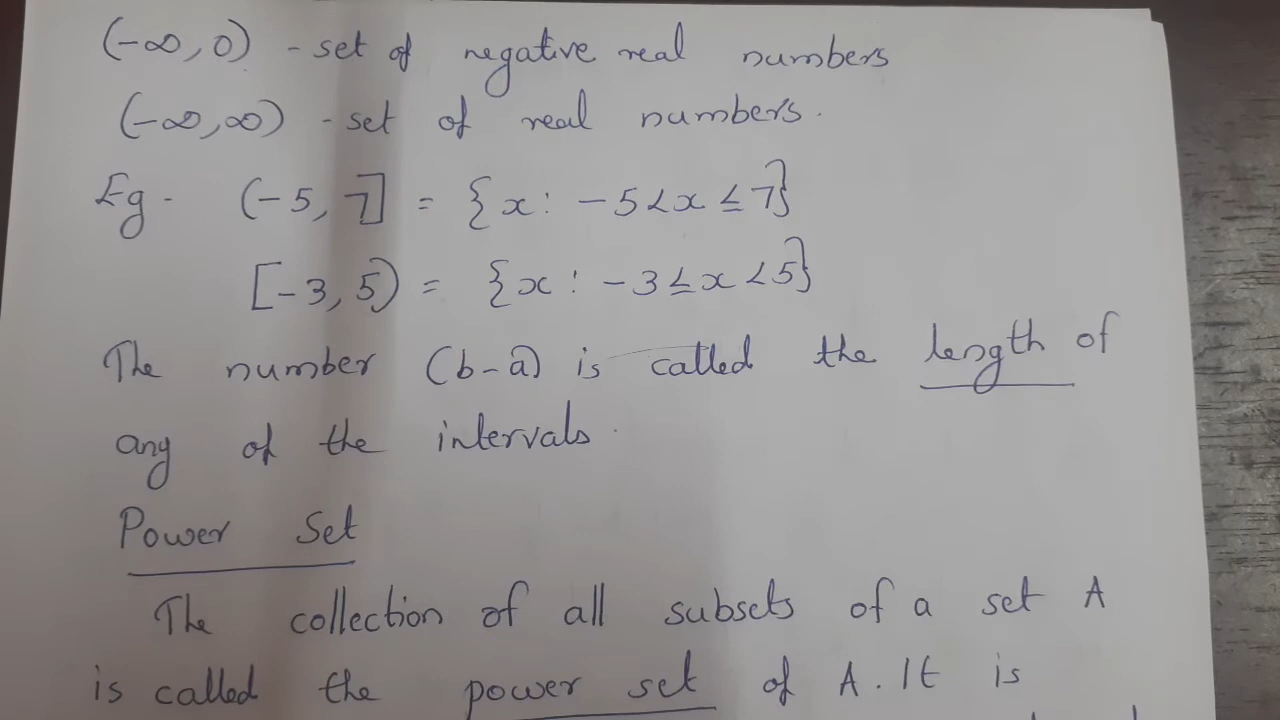 (-∞, 0) - set of negative real numbers
(-∞, ∞) - set of real numbers.
Eg - (-5, 7] = {x : -5 < x ≤ 7}
[-3, 5) = {x : -3 ≤ x < 5}
The number (b-a) is called the length of
any of the intervals.
Power Set
The collection of all subsets of a set A
is called the power set of A. It is